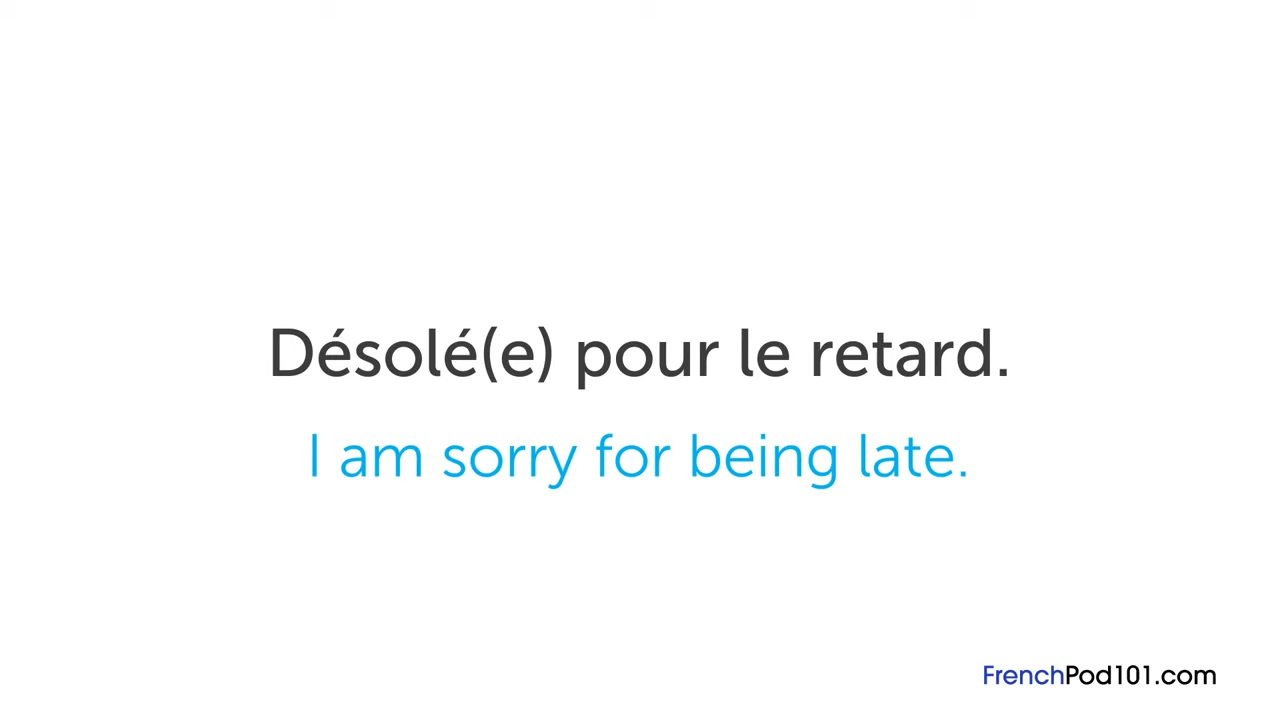 Désolé(e) pour le retard.
I am sorry for being late.
FrenchPod101.com